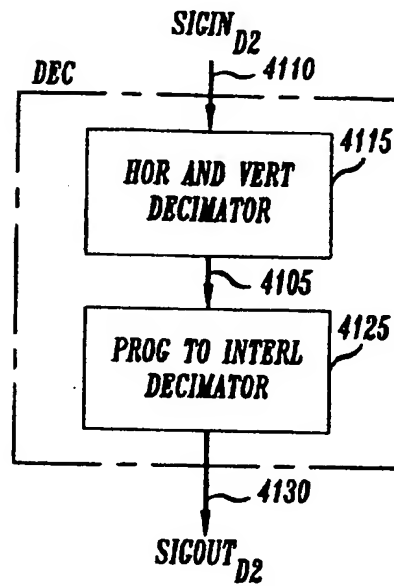 SIGIN D2
4110
DEC
4115
HOR AND VERT
DECIMATOR
4105
4125
PROG TO INTERL
DECIMATOR
4130
SIGOUT D2